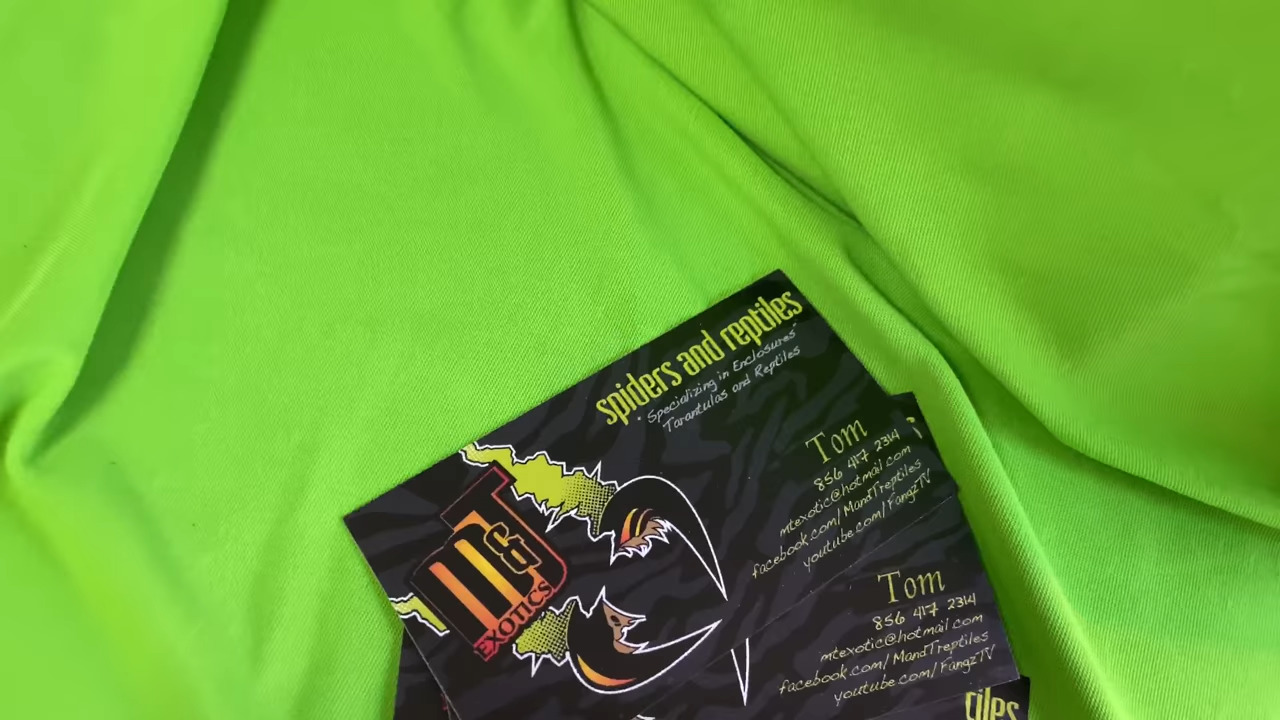 spiders and reptiles
"Specializing in Enclosures"
Tarantulas and Reptiles
M&T
EXOTICS
Tom
856 417 2314
mtexotic@hotmail.com
facebook.com/MandTreptiles
youtube.com/FangzTV
Tom
856 417 2314
mtexotic@hotmail.com
facebook.com/MandTreptiles
youtube.com/FangzTV
tiles